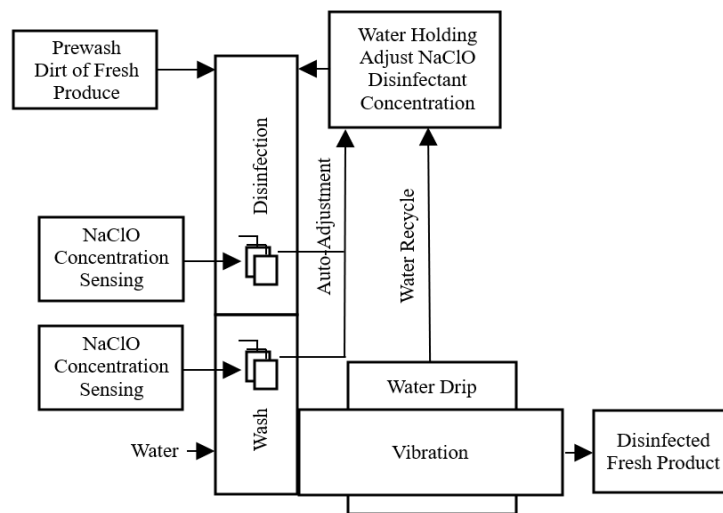 Prewash
Dirt of Fresh
Produce
Water Holding
Adjust NaClO
Disinfectant
Concentration
Disinfection
Auto-Adjustment
Water Recycle
NaClO
Concentration
Sensing
NaClO
Concentration
Sensing
Wash
Water
Water Drip
Vibration
Disinfected
Fresh Product